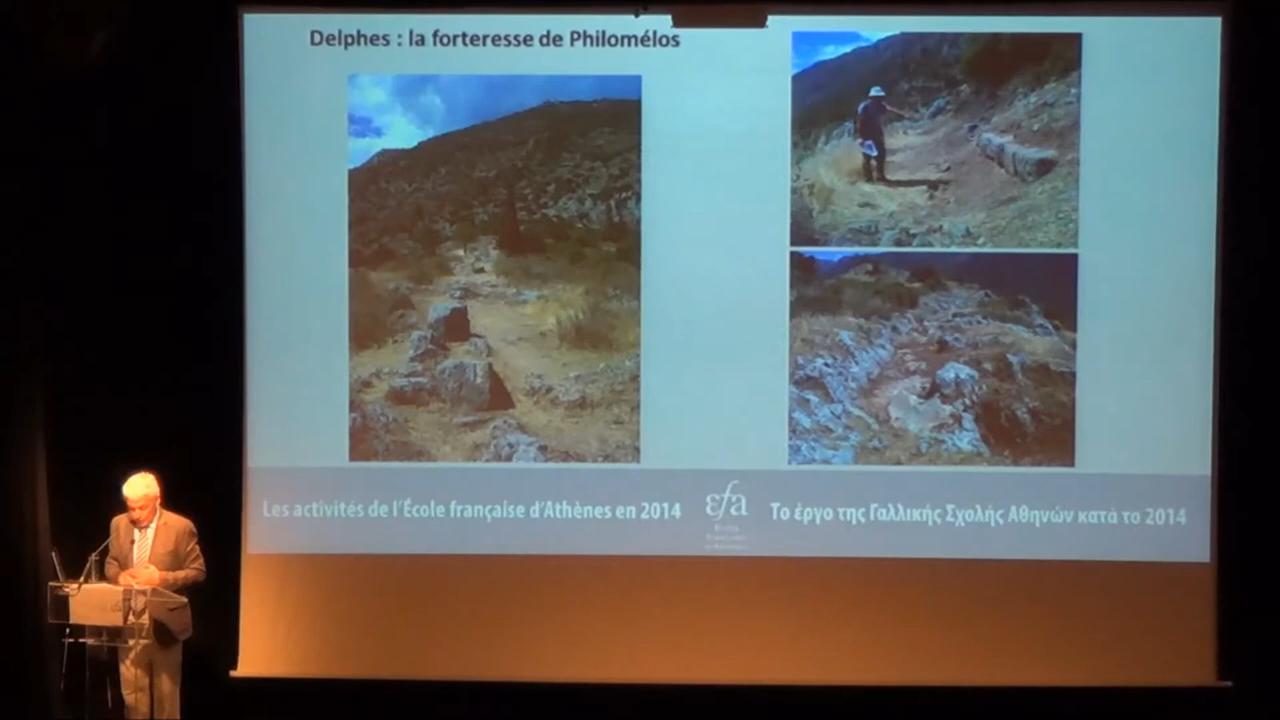 Delphes : la forteresse de Philomélos
Les activités de l'École française d'Athènes en 2014
εfa
Το έργο της Γαλλικής Σχολής Αθηνών κατά το 2014